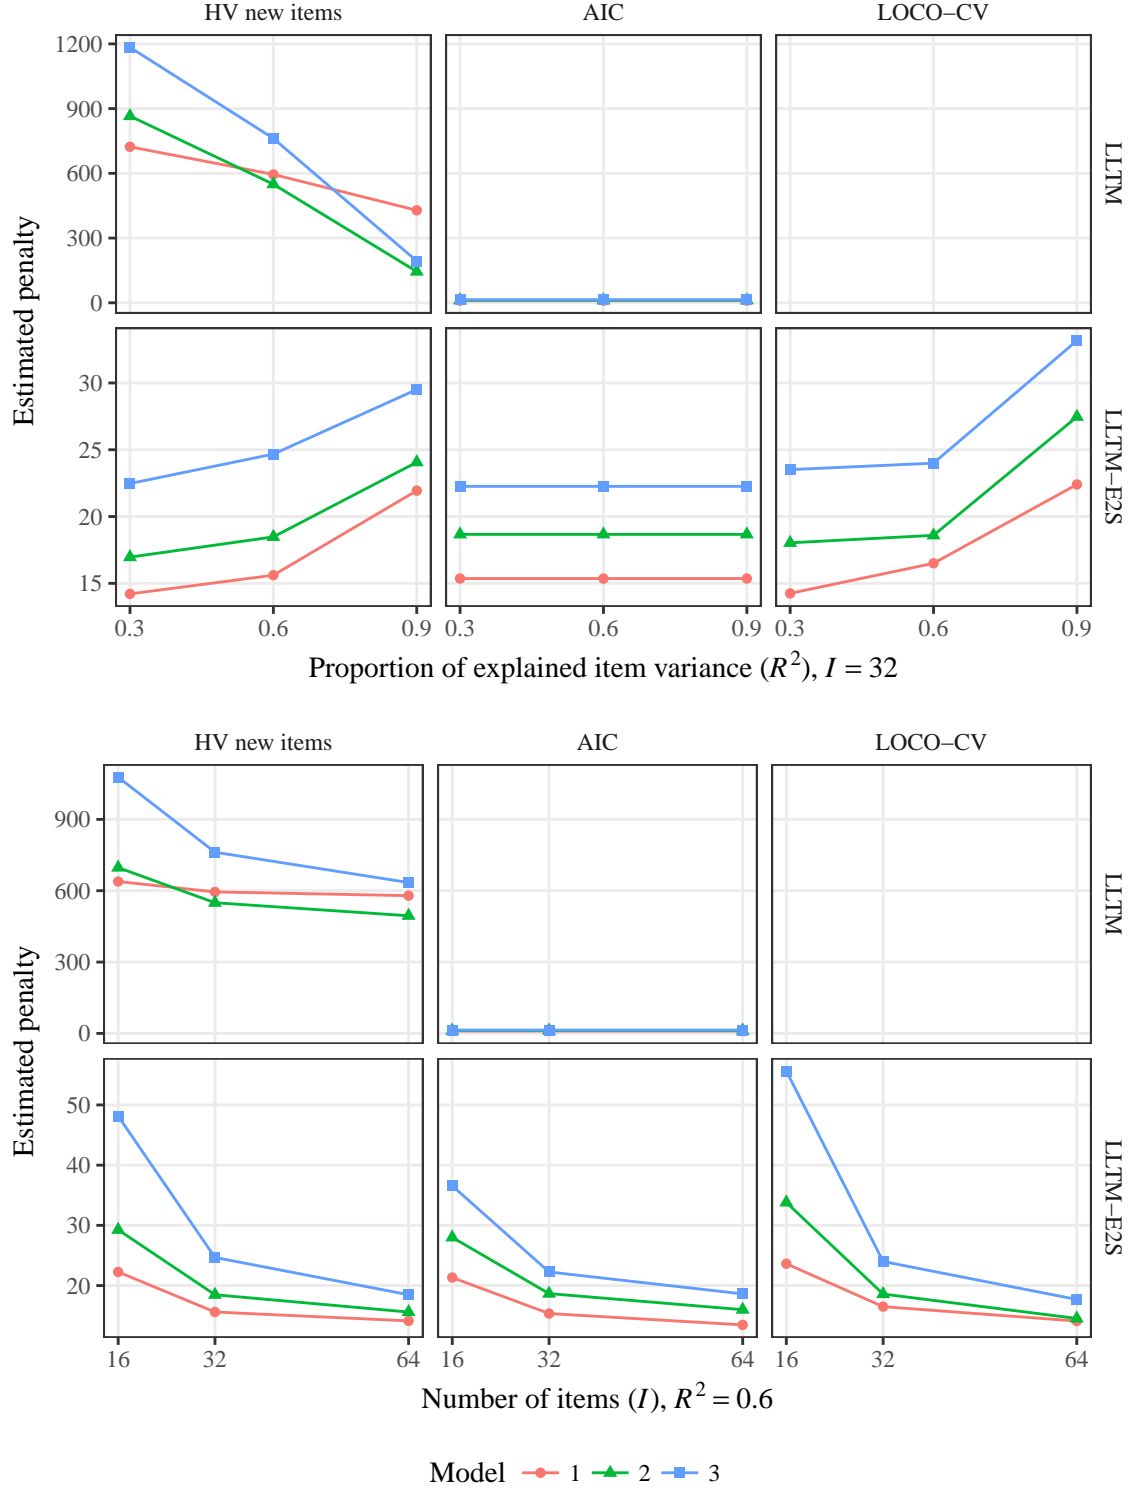 HV new items AIC LOCO−CV
1200
900
600
300
0
LLTM
Estimated penalty
30
25
20
15
LLTM−E2S
0.3 0.6 0.9 0.3 0.6 0.9 0.3 0.6 0.9
Proportion of explained item variance (R²), I = 32
HV new items AIC LOCO−CV
900
600
300
0
LLTM
Estimated penalty
50
40
30
20
LLTM−E2S
16 32 64 16 32 64 16 32 64
Number of items (I), R² = 0.6
Model 1 2 3